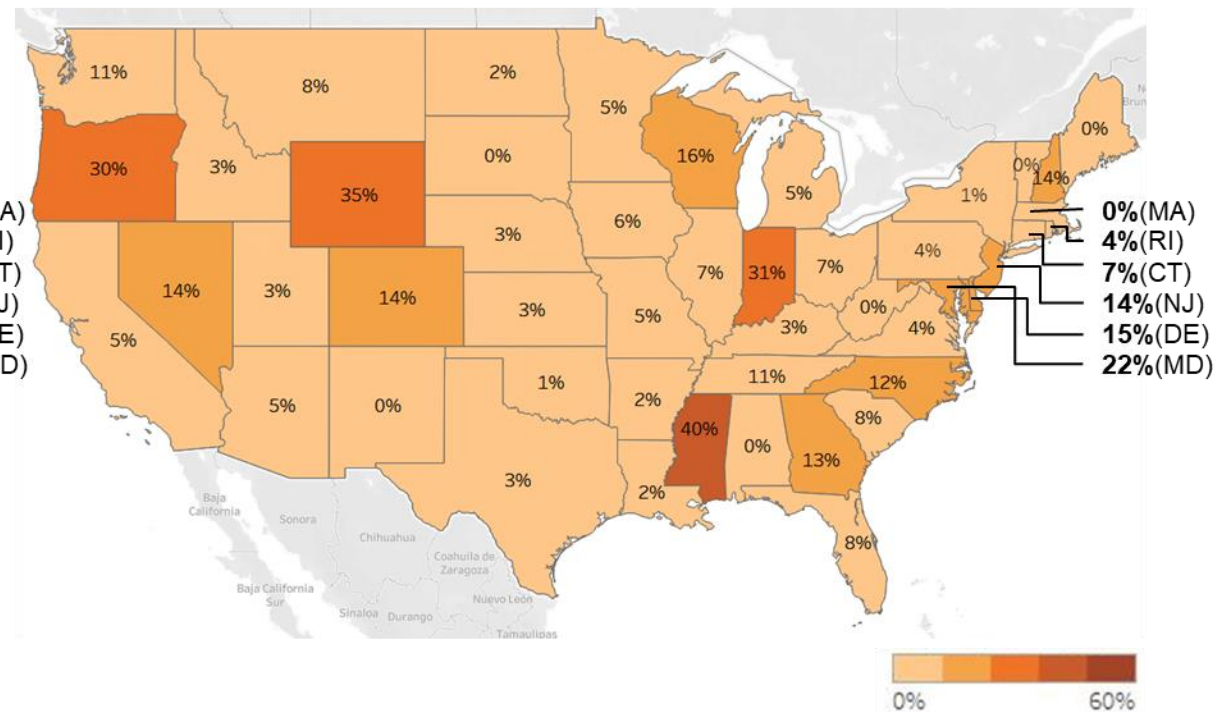 11%
8%
2%
5%
0%
N
Brun
30%
3%
35%
0%
16%
5%
1%
0%
14%
A)
I)
T)
J)
E)
D)
0%(MA)
4%(RI)
7%(CT)
14%(NJ)
15%(DE)
22%(MD)
14%
3%
14%
3%
3%
6%
5%
7%
31%
7%
4%
0%
3%
4%
5%
5%
0%
1%
2%
11%
12%
8%
40%
0%
13%
3%
2%
8%
Baja
California
Sonora
Chihuahua
Coahuila de
Zaragoza
Baja California
Sur
Sinaloa
Durango
Nuevo León
Tamaulipas
0%
60%